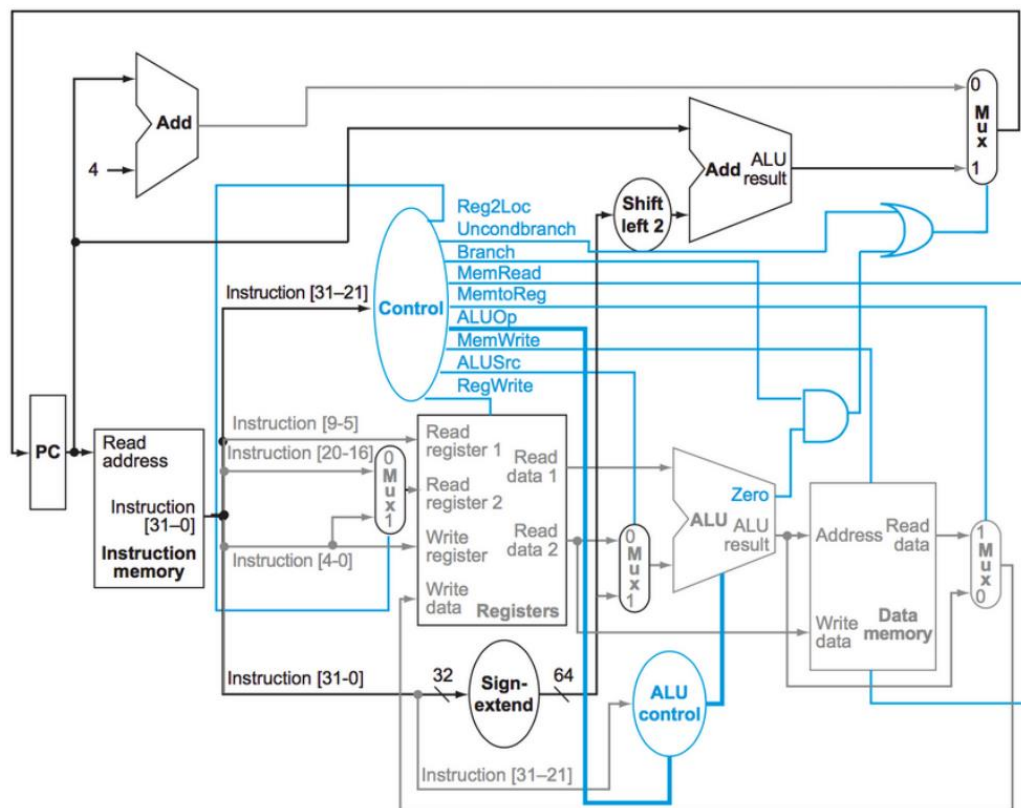 0
M
u
x
1
Add
4
Add
ALU
result
Shift
left 2
Reg2Loc
Uncondbranch
Branch
MemRead
MemtoReg
ALUOp
MemWrite
ALUSrc
RegWrite
Instruction [31–21]
Control
PC
Read
address
Instruction
[31–0]
Instruction
memory
Instruction [9-5]
Instruction [20-16]
Instruction [4-0]
0
M
u
x
1
Read
register 1
Read
register 2
Write
register
Write
data
Read
data 1
Read
data 2
Registers
0
M
u
x
1
Zero
ALU
ALU
result
Address
Read
data
Write
data
Data
memory
1
M
u
x
0
Instruction [31-0]
32
Sign-
extend
64
ALU
control
Instruction [31–21]